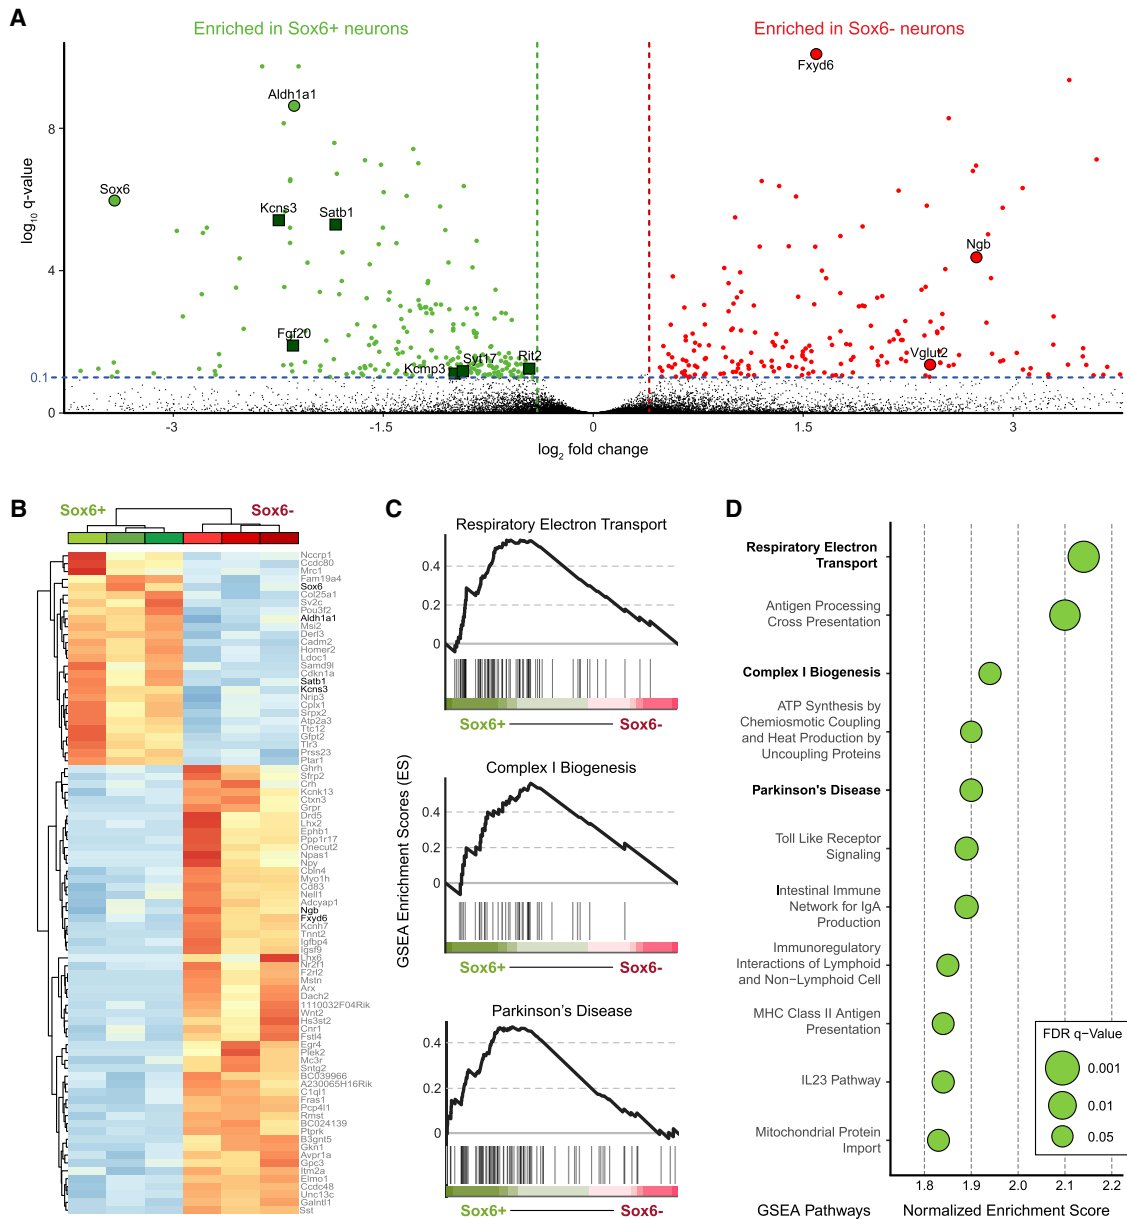 A
Enriched in Sox6+ neurons
Enriched in Sox6- neurons
Fxyd6
Aldh1a1
8
Sox6
Kcns3
Satb1
log10 q-value
Ngb
4
Fgf20
Syt17
Rit2
Vglut2
Kcmp3
0.1
0
-3
-1.5
0
1.5
3
log2 fold change
B
Sox6+
Sox6-
Nccrp1
Ccdc80
Mrc1
Fam19a4
Sox6
Col25a1
Sv2c
Pou3f2
Aldh1a1
Msi2
Derl3
Cadm2
Homer2
Ldoc1
Samd9l
Cdkn1a
Satb1
Kcns3
Nrip3
Cplx1
Srpx2
Atp2a3
Ttc12
Gfpt2
Tlr3
Prss23
Ptar1
Ghrh
Sfrp2
Crh
Kcnk13
Ctxn3
Grpr
Drd5
Lhx2
Ephb1
Ppp1r17
Onecut2
Npas1
Npy
Cbln4
Myo1h
Cd83
Nell1
Adcyap1
Ngb
Fxyd6
Kcnh7
Tnnt2
Igfbp4
Igsf9
Lhx6
Nr2f1
F2rl2
Mstn
Arx
Dach2
1110032F04Rik
Wnt2
Hs3st2
Cnr1
Fstl4
Egr4
Plek2
Mc3r
Sntg2
BC039966
A230065H16Rik
C1ql1
Fras1
Pcp4l1
Rmst
BC024139
Ptprk
B3gnt5
Gkn1
Avpr1a
Gpc3
Itm2a
Elmo1
Ccdc48
Unc13c
Galntl1
Sst
C
GSEA Enrichment Scores (ES)
Respiratory Electron Transport
0.4
0.2
0
Sox6+
Sox6-
Complex I Biogenesis
0.4
0.2
0
Sox6+
Sox6-
Parkinson's Disease
0.4
0.2
0
Sox6+
Sox6-
D
Respiratory Electron
Transport
Antigen Processing
Cross Presentation
Complex I Biogenesis
ATP Synthesis by
Chemiosmotic Coupling
and Heat Production by
Uncoupling Proteins
Parkinson's Disease
Toll Like Receptor
Signaling
Intestinal Immune
Network for IgA
Production
Immunoregulatory
Interactions of Lymphoid
and Non−Lymphoid Cell
MHC Class II Antigen
Presentation
IL23 Pathway
Mitochondrial Protein
Import
FDR q−Value
0.001
0.01
0.05
1.8
1.9
2.0
2.1
2.2
GSEA Pathways
Normalized Enrichment Score